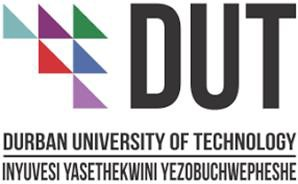 DUT
DURBAN UNIVERSITY OF TECHNOLOGY
INYUVESI YASETHEKWINI YEZOBUCHWEPHESHE